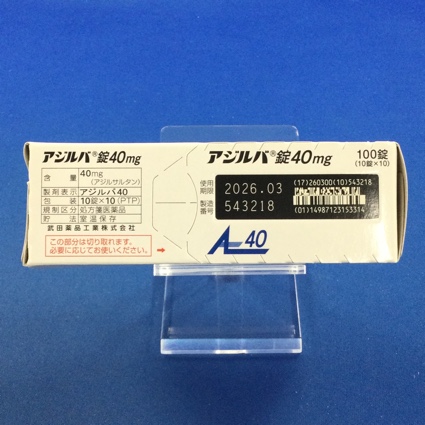 アジルバ®錠40mg
含量 40mg
(アジルサルタン)
製剤表示 アジルバ40
包装 10錠×10(PTP)
規制区分 処方箋医薬品
貯法 室温保存
武田薬品工業株式会社
この部分は切り取れます。
必要に応じてお使いください。
アジルバ®錠40mg
100錠
(10錠×10)
使用期限 2026.03
製造番号 543218
(17)260300(10)543218
(01)14987123153314
40